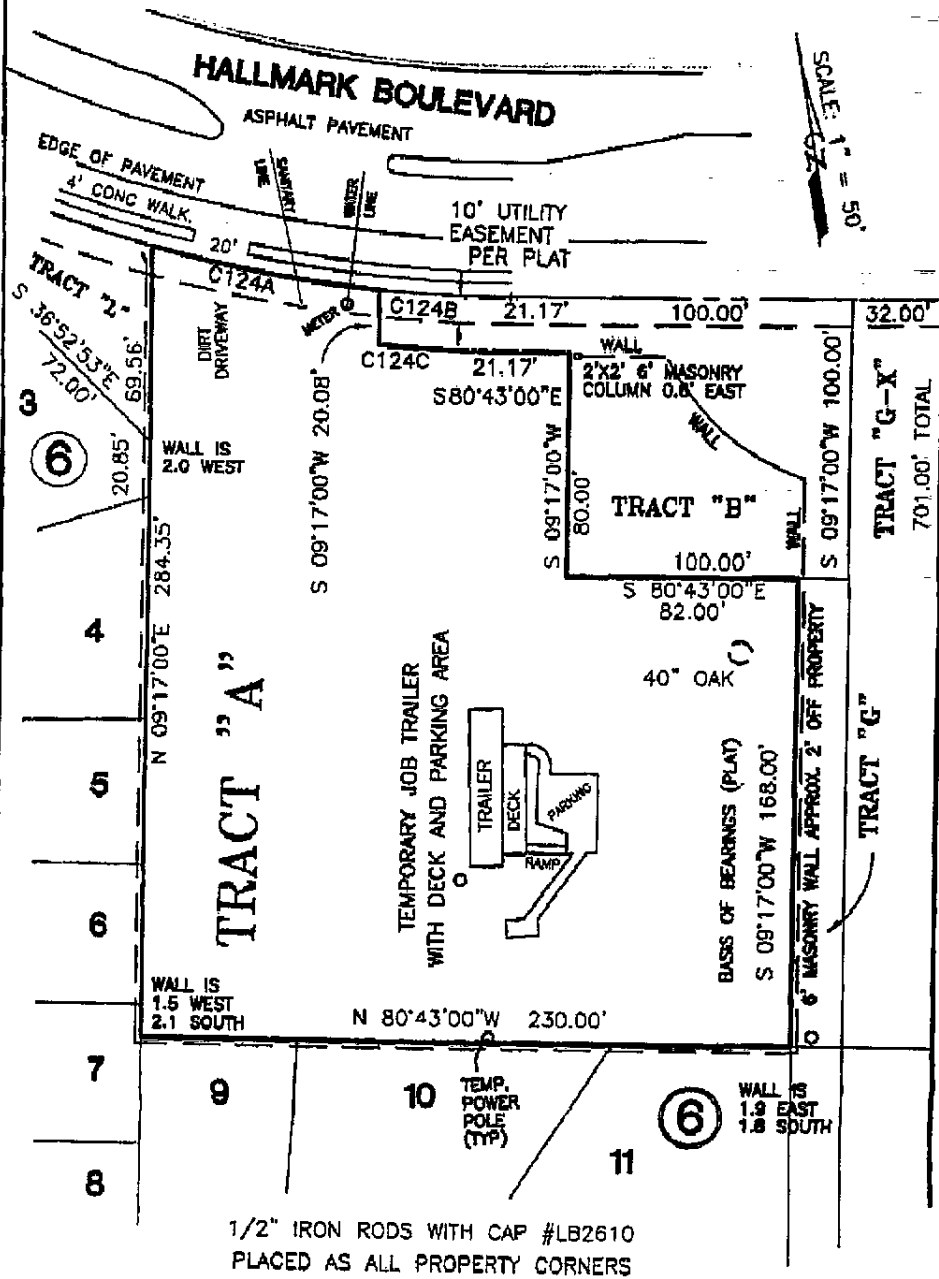 HALLMARK BOULEVARD
ASPHALT PAVEMENT
SCALE: 1" = 50'
EDGE OF PAVEMENT
4' CONC WALK.
SANITARY
LINE
WATER
LINE
10' UTILITY
EASEMENT
PER PLAT
20'
C124A
METER
C124B
21.17'
100.00'
32.00'
TRACT "L"
S 36°52'53"E
72.00'
69.56'
DIRT
DRIVEWAY
C124C
21.17'
S80°43'00"E
WALL
2'X2' 6' MASONRY
COLUMN 0.6' EAST
WALL
3
6
20.85'
WALL IS
2.0 WEST
S 09°17'00"W 20.08'
S 09°17'00"W
80.00'
TRACT "B"
WALL
S 09°17'00"W 100.00'
TRACT "G-X"
701.00' TOTAL
100.00'
S 80°43'00"E
82.00'
4
N 09°17'00"E 284.35'
TRACT "A"
40" OAK
TEMPORARY JOB TRAILER
WITH DECK AND PARKING AREA
TRAILER
DECK
PARKING
RAMP
BASIS OF BEARINGS (PLAT)
S 09°17'00"W 168.00'
6' MASONRY WALL APPROX. 2' OFF PROPERTY
TRACT "G"
5
6
WALL IS
1.5 WEST
2.1 SOUTH
N 80°43'00"W 230.00'
7
9
10
TEMP.
POWER
POLE
(TYP)
6
WALL IS
1.9 EAST
1.8 SOUTH
8
11
1/2" IRON RODS WITH CAP #LB2610
PLACED AS ALL PROPERTY CORNERS